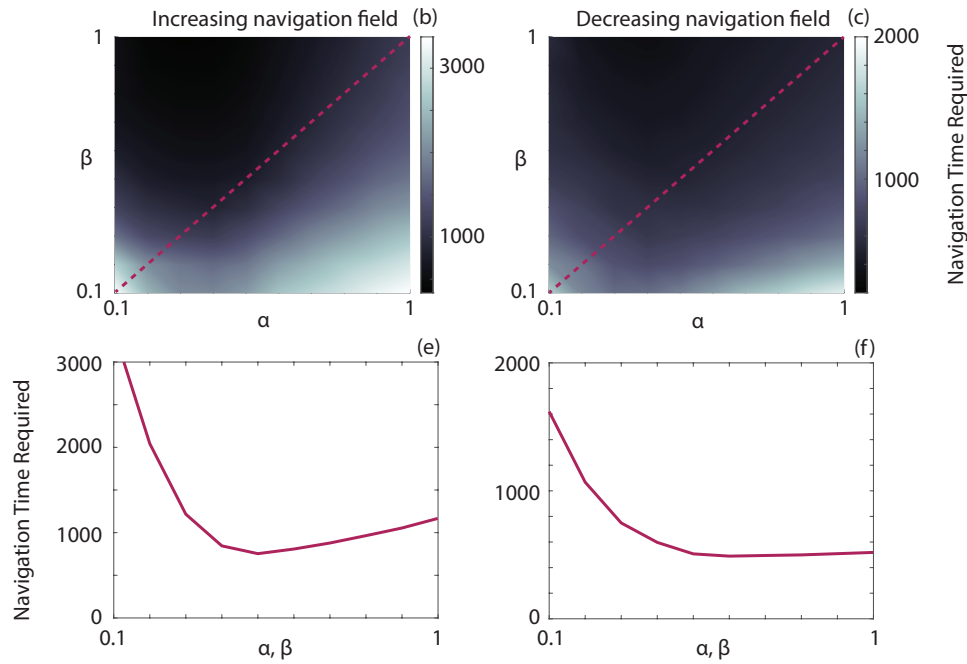 Increasing navigation field (b)
Decreasing navigation field (c)
1
β
0.1
0.1
α
1
3000
1000
1
β
0.1
0.1
α
1
2000
1000
Navigation Time Required
(e)
3000
2000
1000
0
Navigation Time Required
0.1
α, β
1
(f)
2000
1000
0
0.1
α, β
1